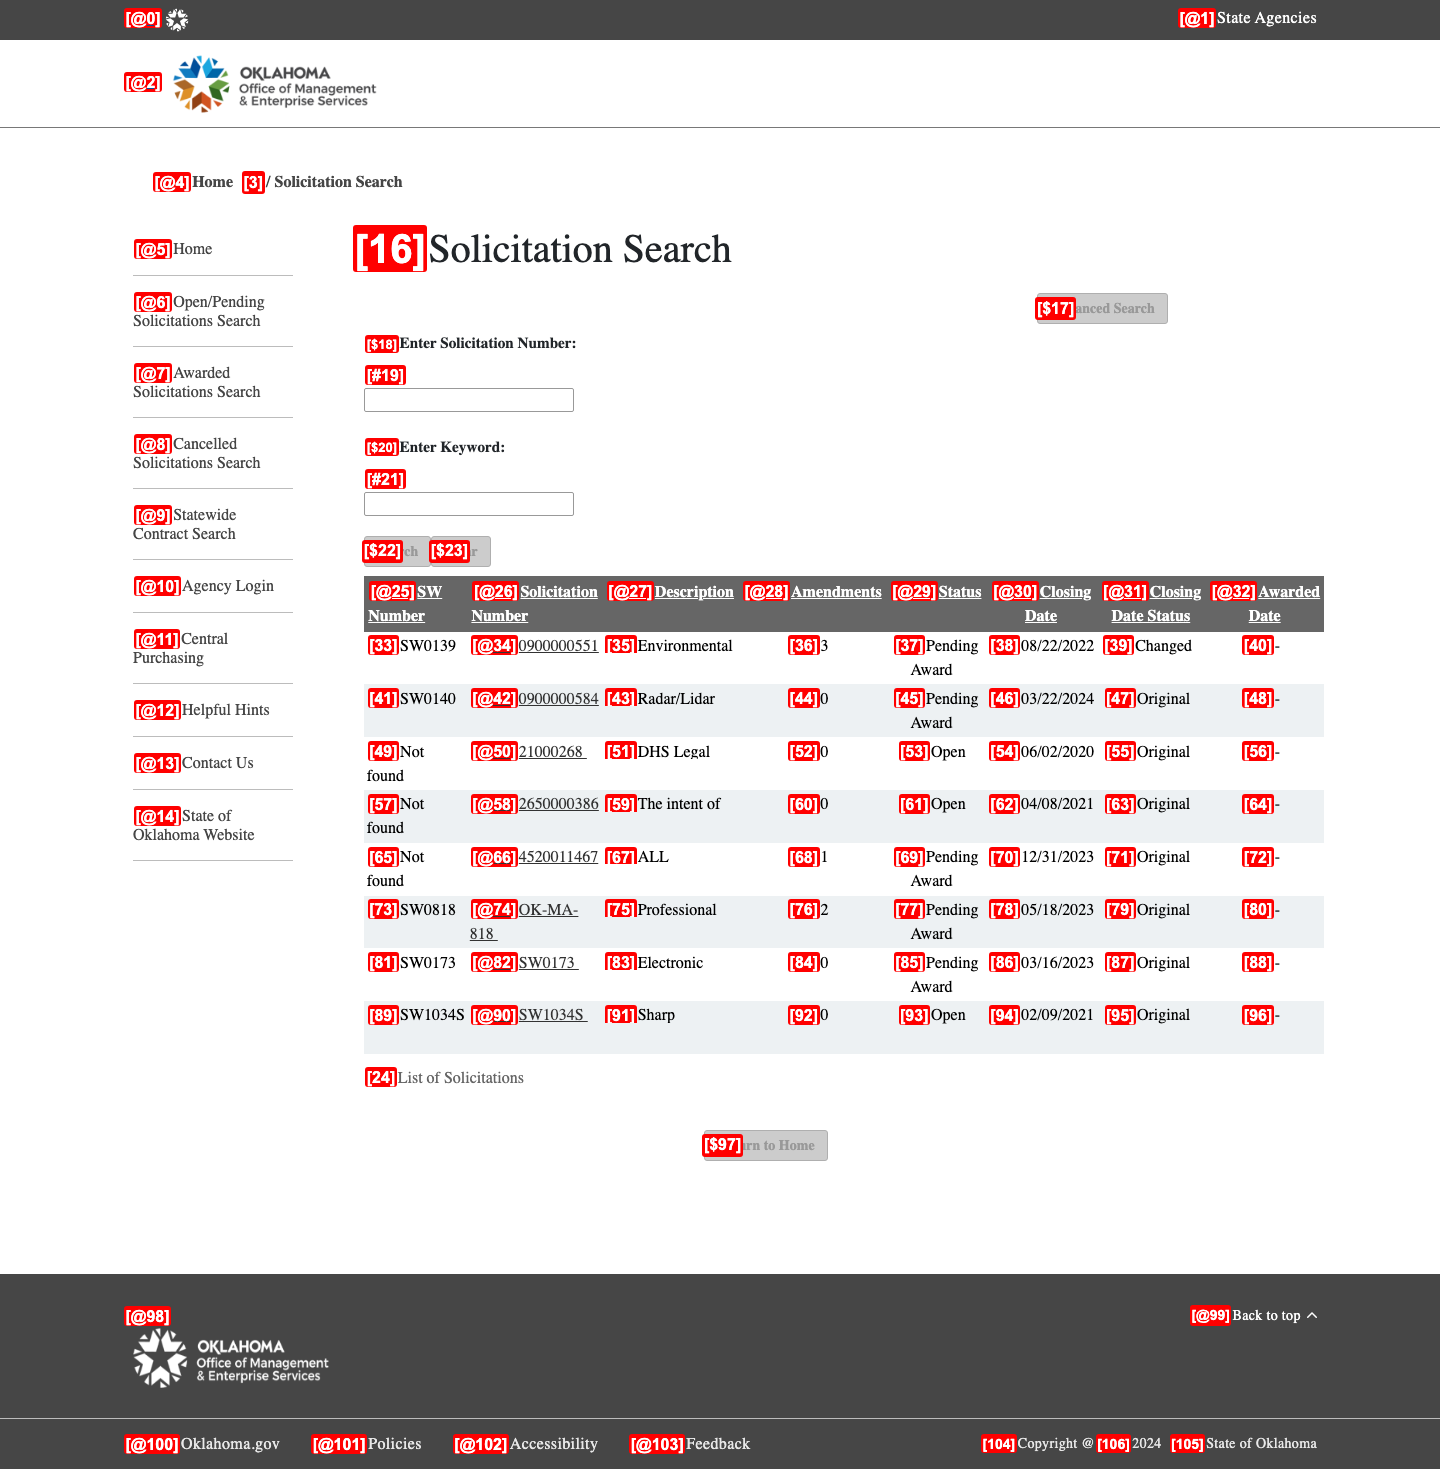 [@0]
[@1]State Agencies
[@2]
OKLAHOMA
Office of Management
& Enterprise Services
[@4]Home [3]/ Solicitation Search
[@5]Home
[@6]Open/Pending
Solicitations Search
[@7]Awarded
Solicitations Search
[@8]Cancelled
Solicitations Search
[@9]Statewide
Contract Search
[@10]Agency Login
[@11]Central
Purchasing
[@12]Helpful Hints
[@13]Contact Us
[@14]State of
Oklahoma Website
[16]Solicitation Search
[$17]anced Search
[$18]Enter Solicitation Number:
[#19]
[$20]Enter Keyword:
[#21]
[$22]ch [$23]r
[@25]SW Number [@26]Solicitation Number [@27]Description [@28]Amendments [@29]Status [@30]Closing Date [@31]Closing Date Status [@32]Awarded Date
[33]SW0139 [@34]0900000551 [35]Environmental [36]3 [37]Pending Award [38]08/22/2022 [39]Changed [40]-
[41]SW0140 [@42]0900000584 [43]Radar/Lidar [44]0 [45]Pending Award [46]03/22/2024 [47]Original [48]-
[49]Not found [@50]21000268 [51]DHS Legal [52]0 [53]Open [54]06/02/2020 [55]Original [56]-
[57]Not found [@58]2650000386 [59]The intent of [60]0 [61]Open [62]04/08/2021 [63]Original [64]-
[65]Not found [@66]4520011467 [67]ALL [68]1 [69]Pending Award [70]12/31/2023 [71]Original [72]-
[73]SW0818 [@74]OK-MA-818 [75]Professional [76]2 [77]Pending Award [78]05/18/2023 [79]Original [80]-
[81]SW0173 [@82]SW0173 [83]Electronic [84]0 [85]Pending Award [86]03/16/2023 [87]Original [88]-
[89]SW1034S [@90]SW1034S [91]Sharp [92]0 [93]Open [94]02/09/2021 [95]Original [96]-
[24]List of Solicitations
[$97]rn to Home
[@98]
OKLAHOMA
Office of Management
& Enterprise Services
[@99]Back to top
[@100]Oklahoma.gov [@101]Policies [@102]Accessibility [@103]Feedback
[104]Copyright @ [106]2024 [105]State of Oklahoma